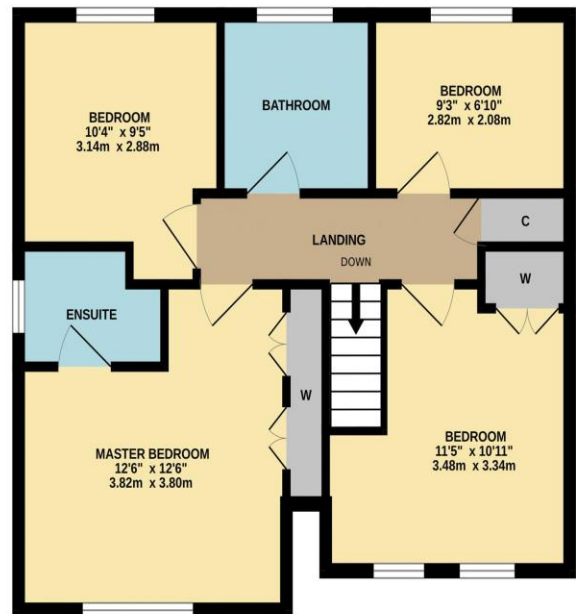 BEDROOM
10'4" x 9'5"
3.14m x 2.88m
BATHROOM
BEDROOM
9'3" x 6'10"
2.82m x 2.08m
LANDING
DOWN
C
W
ENSUITE
W
MASTER BEDROOM
12'6" x 12'6"
3.82m x 3.80m
BEDROOM
11'5" x 10'11"
3.48m x 3.34m